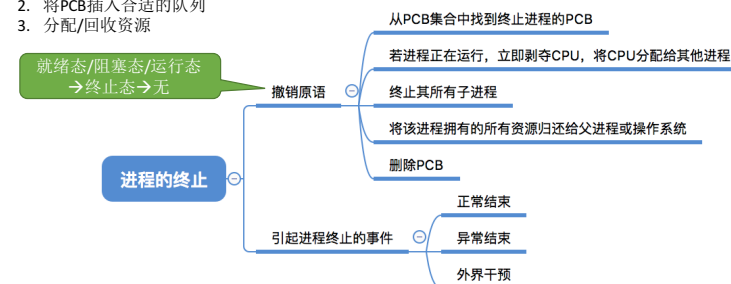 2. 将PCB插入合适的队列
3. 分配/回收资源
从PCB集合中找到终止进程的PCB
若进程正在运行，立即剥夺CPU，将CPU分配给其他进程
就绪态/阻塞态/运行态
→终止态→无
撤销原语
终止其所有子进程
将该进程拥有的所有资源归还给父进程或操作系统
删除PCB
进程的终止
正常结束
引起进程终止的事件
异常结束
外界干预